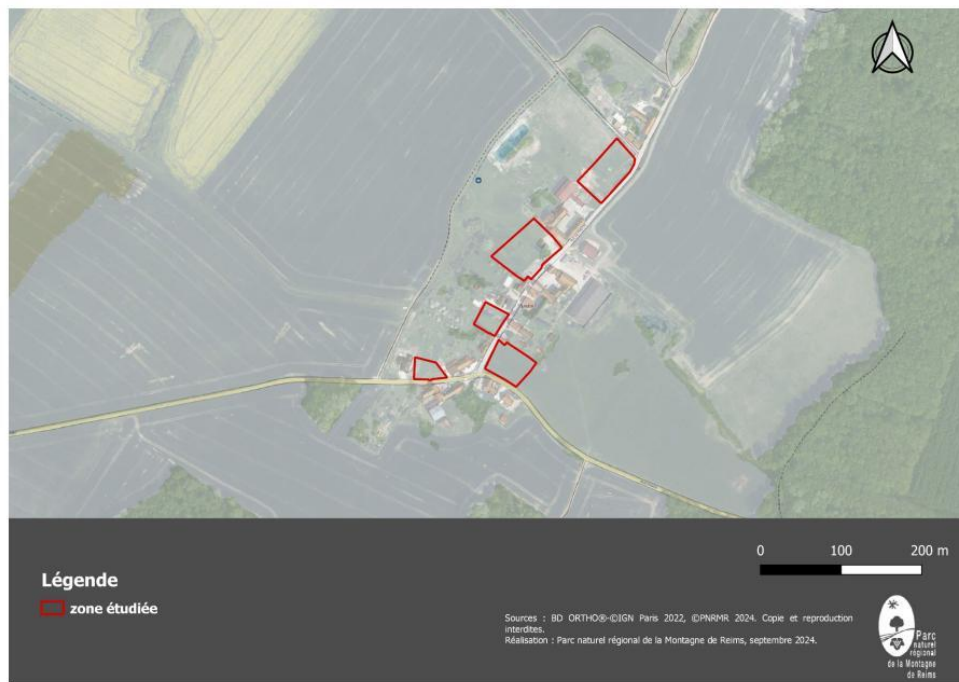 Légende
zone étudiée
0 100 200 m
Sources : BD ORTHO®-©IGN Paris 2022, ©PNRMR 2024. Copie et reproduction
interdites.
Réalisation : Parc naturel régional de la Montagne de Reims, septembre 2024.
Parc
naturel
régional
de la Montagne
de Reims